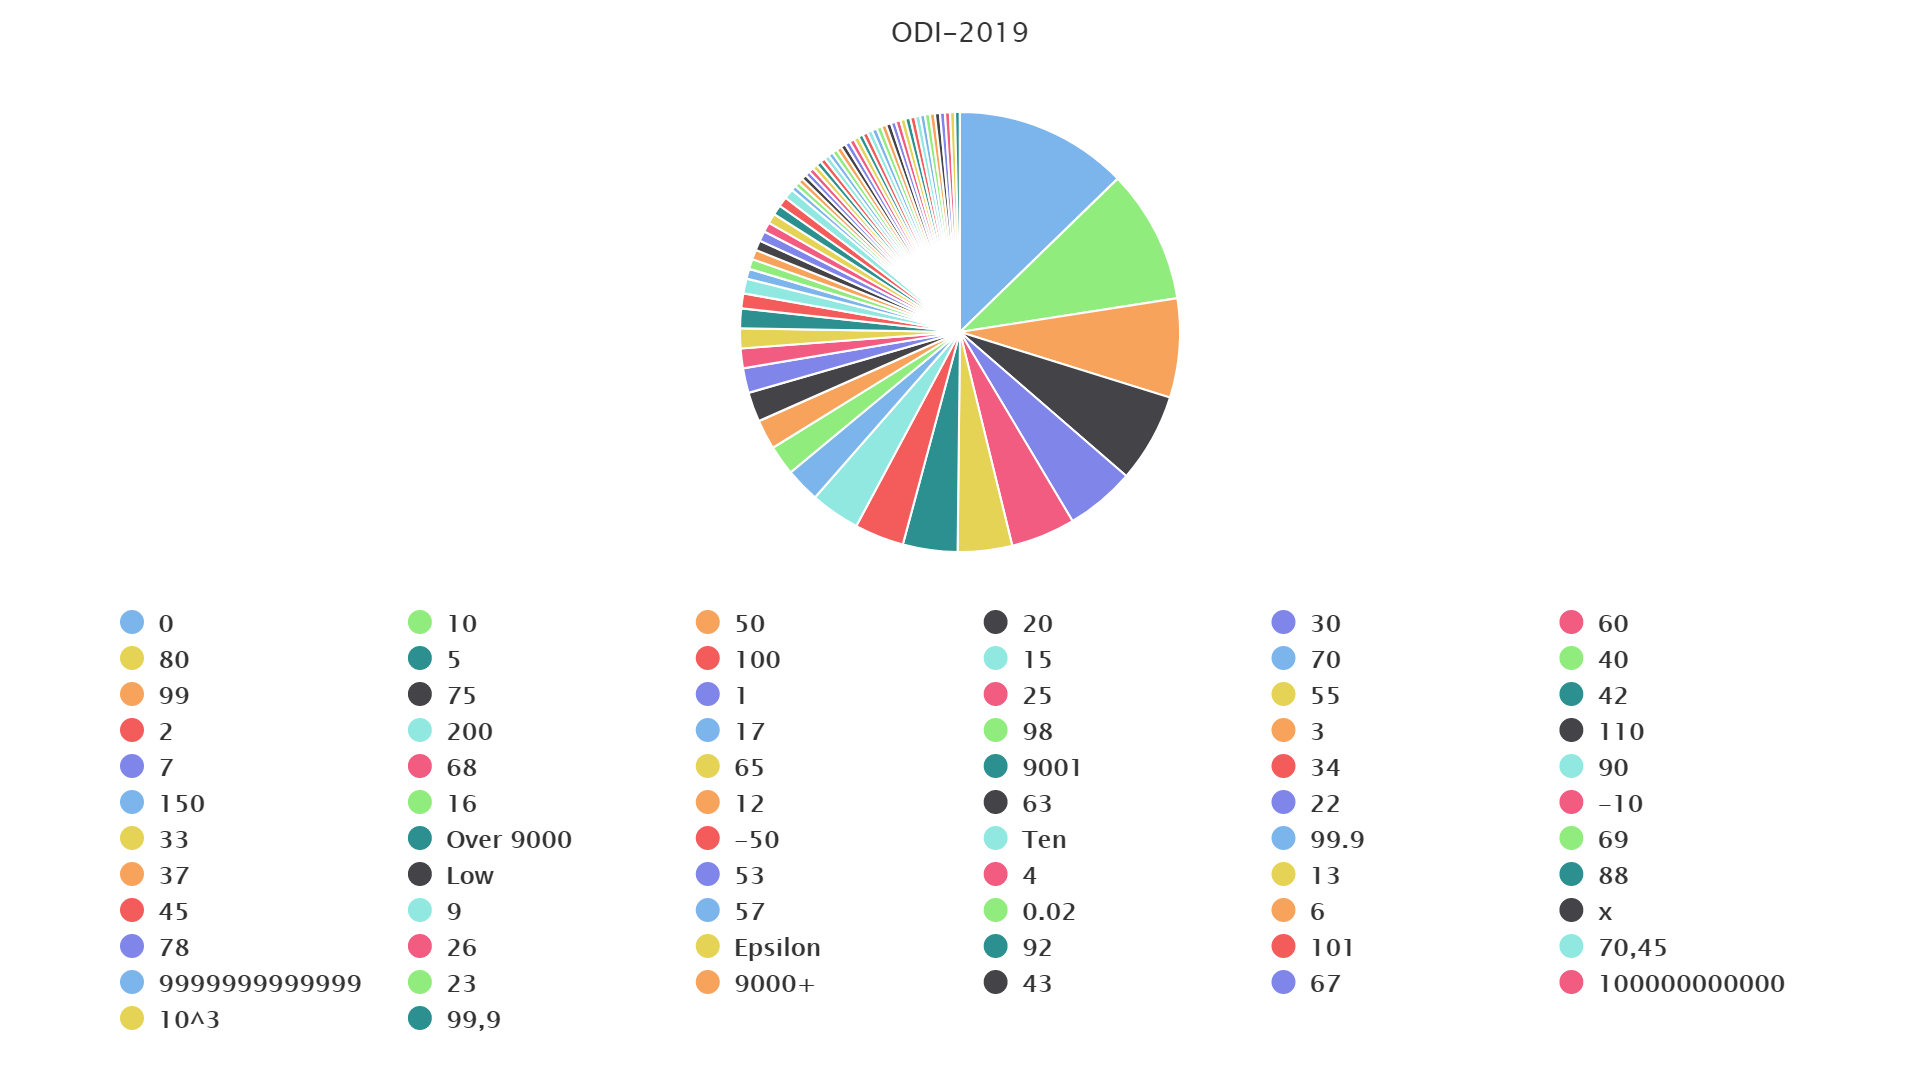 ODI-2019
0 10 50 20 30 60
80 5 100 15 70 40
99 75 1 25 55 42
2 200 17 98 3 110
7 68 65 9001 34 90
150 16 12 63 22 -10
33 Over 9000 -50 Ten 99.9 69
37 Low 53 4 13 88
45 9 57 0.02 6 x
78 26 Epsilon 92 101 70,45
9999999999999 23 9000+ 43 67 100000000000
10^3 99,9